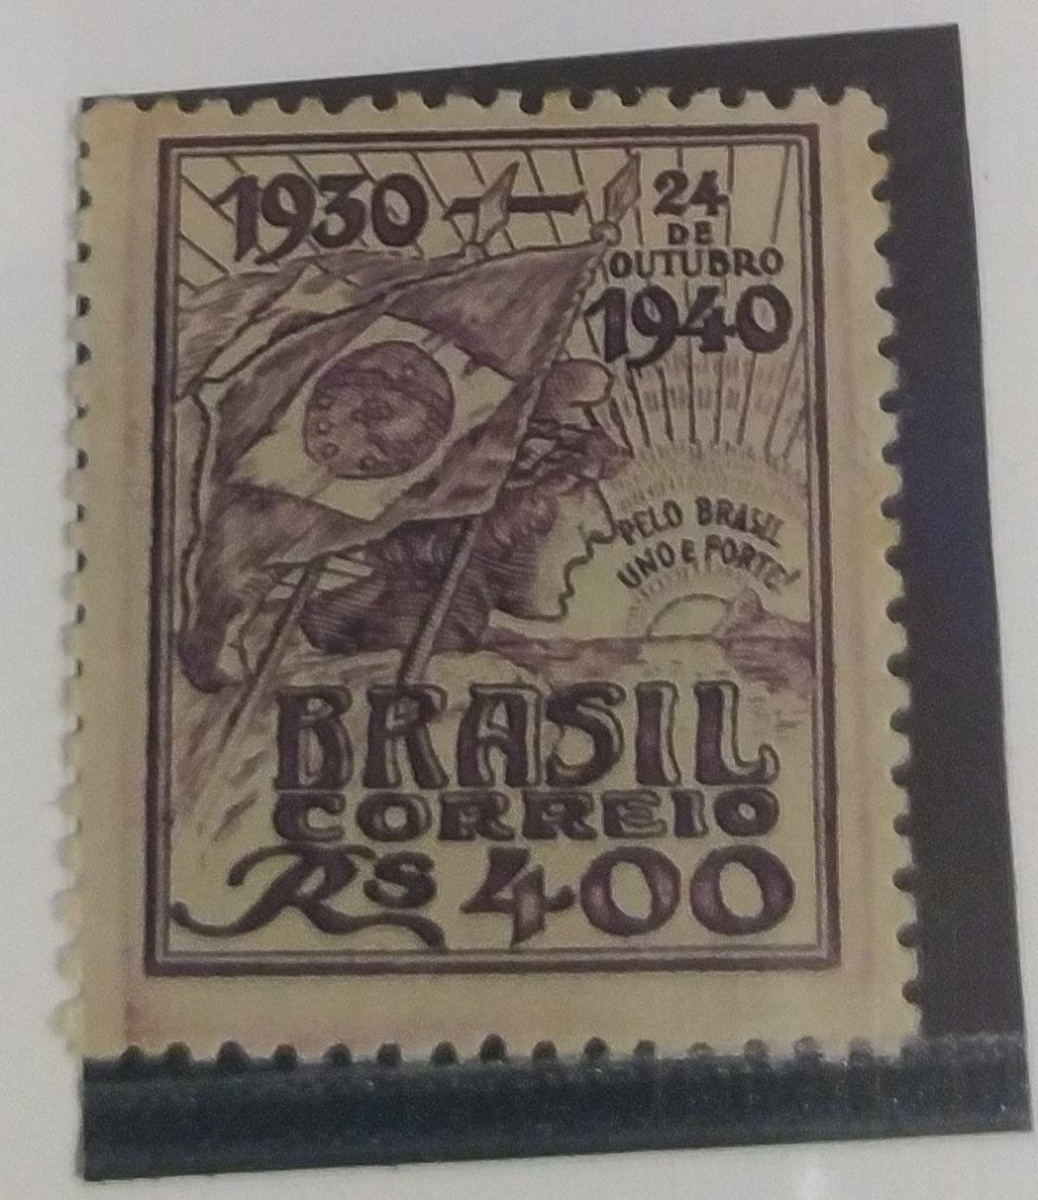 1930 — 24
DE
OUTUBRO
1940
PELO BRASIL
UNO E FORTE
BRASIL
CORREIO
RS 400